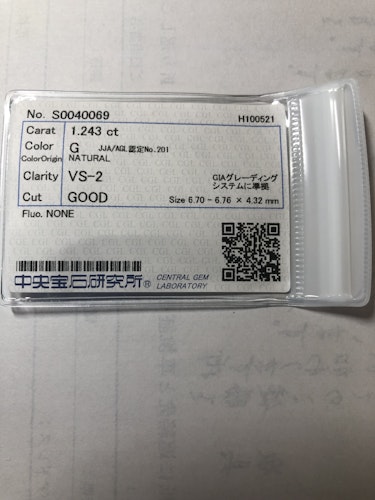 No. S0040069 H100521
Carat 1.243 ct
Color G JJA/AGL認定No.201
ColorOrigin NATURAL
Clarity VS-2 GIAグレーディング
システムに準拠
Cut GOOD Size 6.70 - 6.76 × 4.32 mm
Fluo. NONE
中央宝石研究所® CENTRAL GEM
LABORATORY